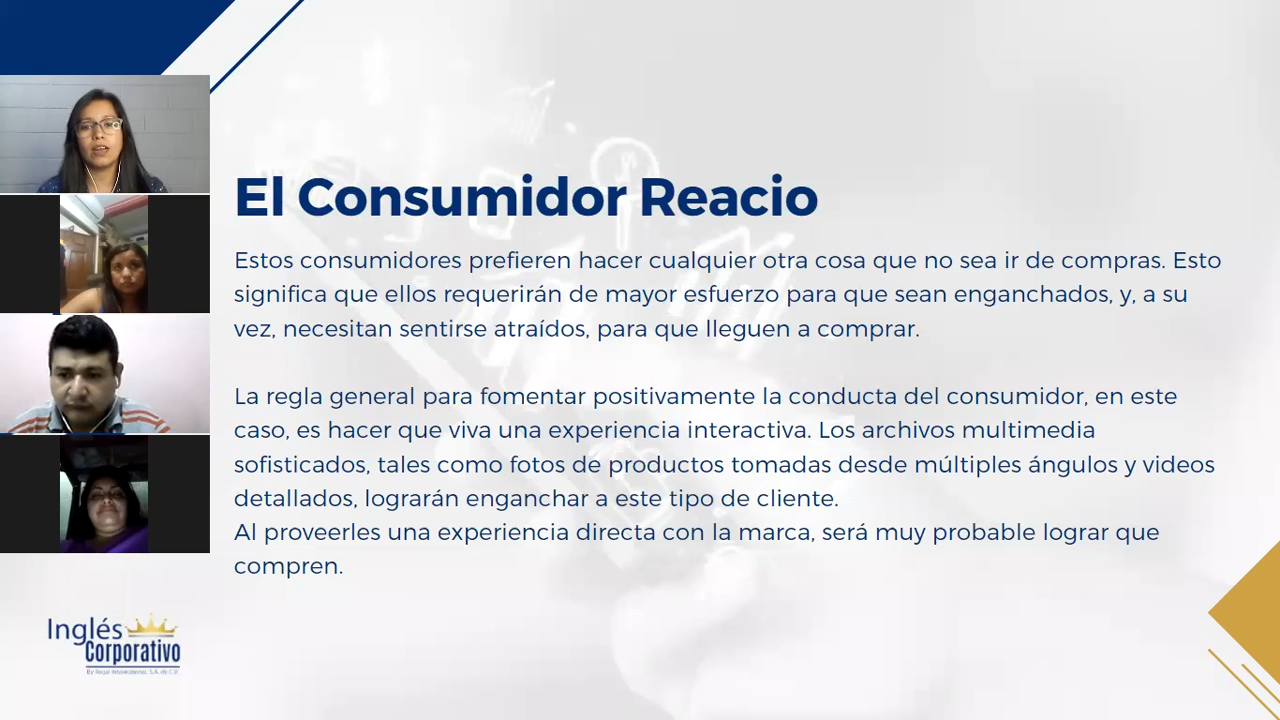 El Consumidor Reacio
Estos consumidores prefieren hacer cualquier otra cosa que no sea ir de compras. Esto
significa que ellos requerirán de mayor esfuerzo para que sean enganchados, y, a su
vez, necesitan sentirse atraídos, para que lleguen a comprar.
La regla general para fomentar positivamente la conducta del consumidor, en este
caso, es hacer que viva una experiencia interactiva. Los archivos multimedia
sofisticados, tales como fotos de productos tomadas desde múltiples ángulos y videos
detallados, lograrán enganchar a este tipo de cliente.
Al proveerles una experiencia directa con la marca, será muy probable lograr que
compren.
Inglés
Corporativo